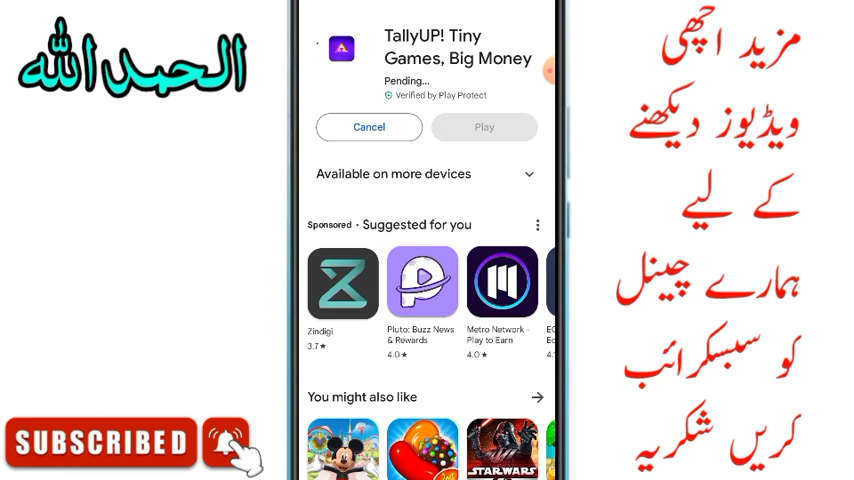 الحمدالله
TallyUP! Tiny
Games, Big Money
Pending...
Verified by Play Protect
Cancel
Play
Available on more devices
Sponsored · Suggested for you
Zindigi
3.7★
Pluto: Buzz News
& Rewards
4.0★
Metro Network -
Play to Earn
4.0★
4.
You might also like
STAR WARS
SUBSCRIBED
مزید اچھی
ویڈیوز دیکھنے
کے لیے
ہمارے چینل
کو سبسکرائب
کریں شکریہ